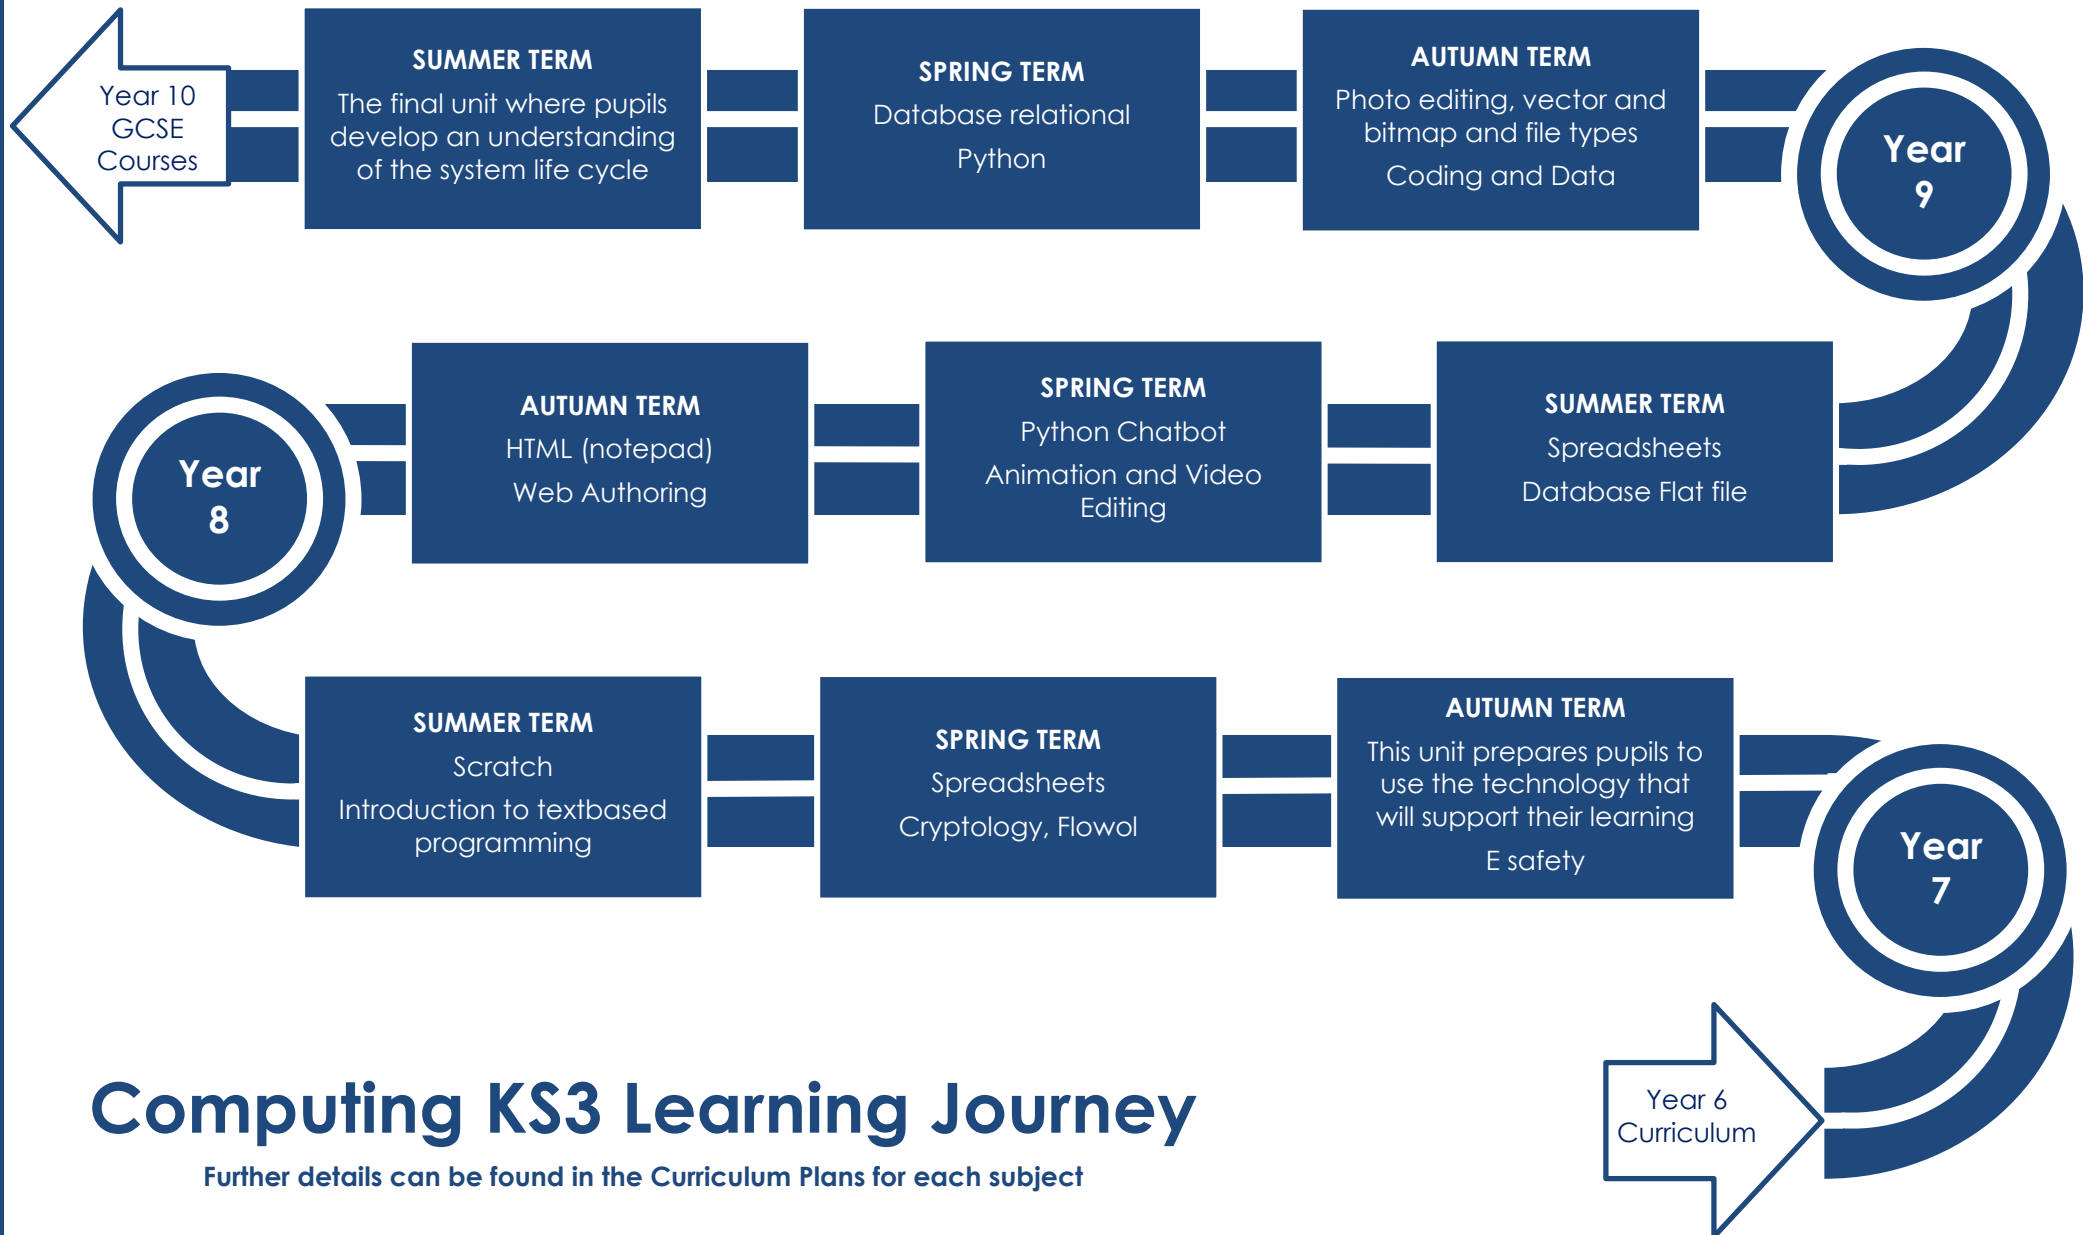 Year 10
GCSE
Courses
SUMMER TERM
The final unit where pupils
develop an understanding
of the system life cycle
SPRING TERM
Database relational
Python
AUTUMN TERM
Photo editing, vector and
bitmap and file types
Coding and Data
Year
9
Year
8
AUTUMN TERM
HTML (notepad)
Web Authoring
SPRING TERM
Python Chatbot
Animation and Video
Editing
SUMMER TERM
Spreadsheets
Database Flat file
SUMMER TERM
Scratch
Introduction to textbased
programming
SPRING TERM
Spreadsheets
Cryptology, Flowol
AUTUMN TERM
This unit prepares pupils to
use the technology that
will support their learning
E safety
Year
7
Computing KS3 Learning Journey
Further details can be found in the Curriculum Plans for each subject
Year 6
Curriculum